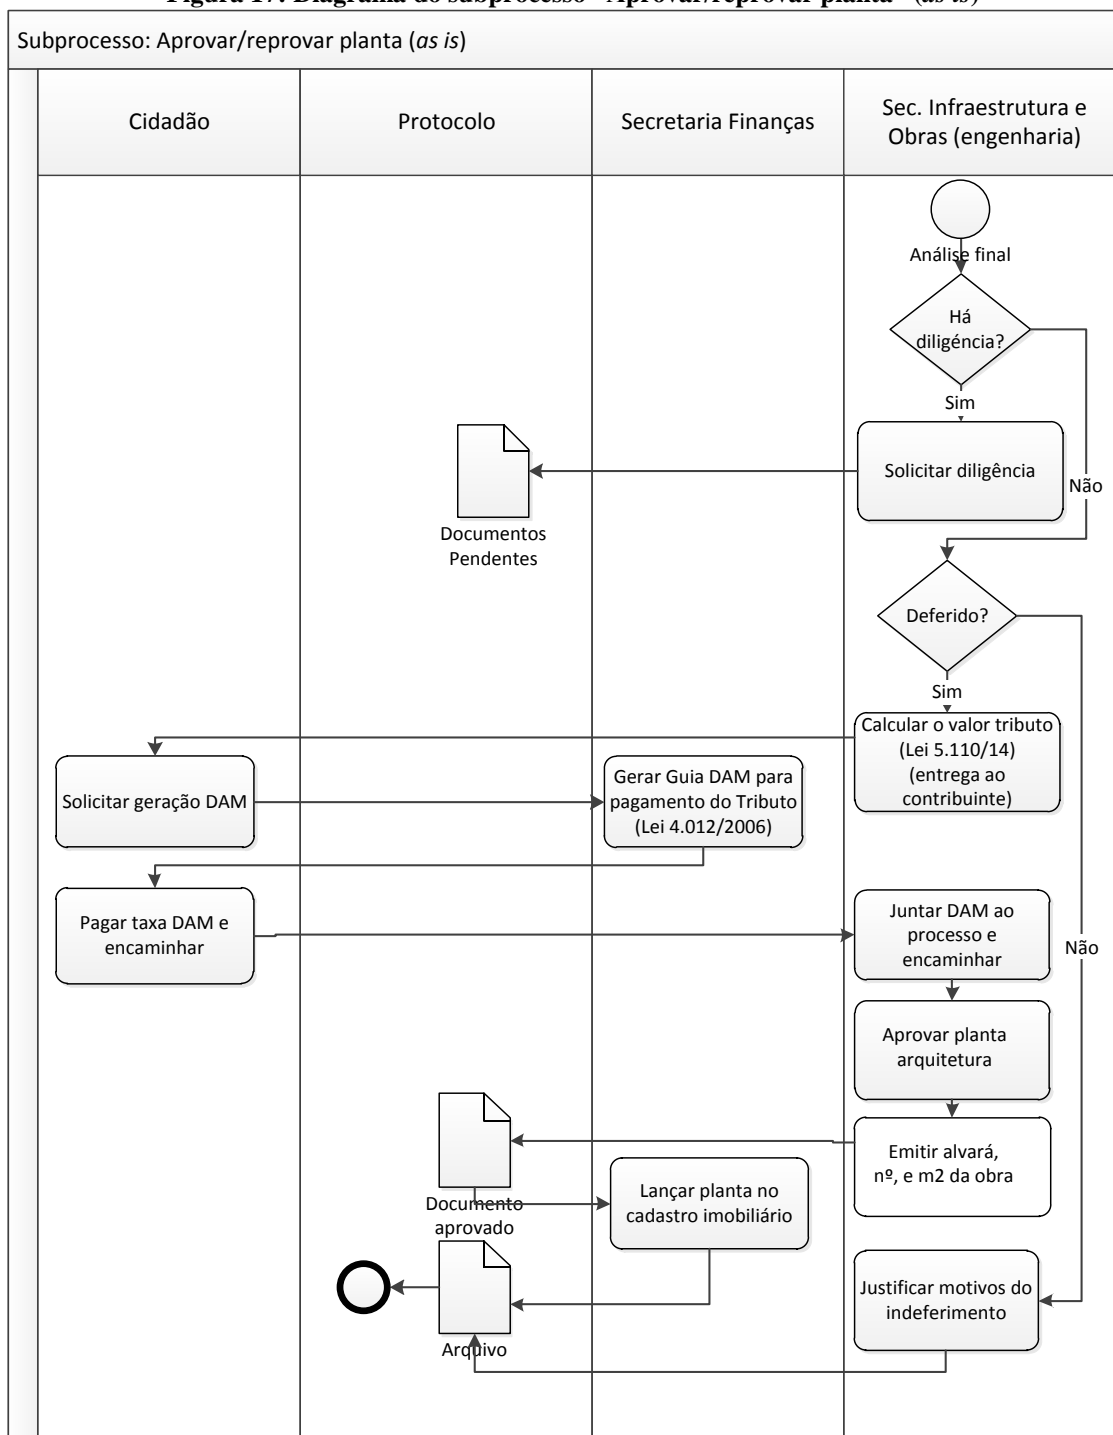 Figura 17: Diagrama do subprocesso "Aprovar/reprovar planta" (as is)
Subprocesso: Aprovar/reprovar planta (as is)
Cidadão
Protocolo
Secretaria Finanças
Sec. Infraestrutura e
Obras (engenharia)
Análise final
Há
diligéncia?
Sim
Solicitar diligência
Não
Documentos
Pendentes
Deferido?
Sim
Calcular o valor tributo
(Lei 5.110/14)
(entrega ao
contribuinte)
Solicitar geração DAM
Gerar Guia DAM para
pagamento do Tributo
(Lei 4.012/2006)
Pagar taxa DAM e
encaminhar
Juntar DAM ao
processo e
encaminhar
Não
Aprovar planta
arquitetura
Emitir alvará,
nº, e m2 da obra
Documento
aprovado
Lançar planta no
cadastro imobiliário
Justificar motivos do
indeferimento
Arquivo